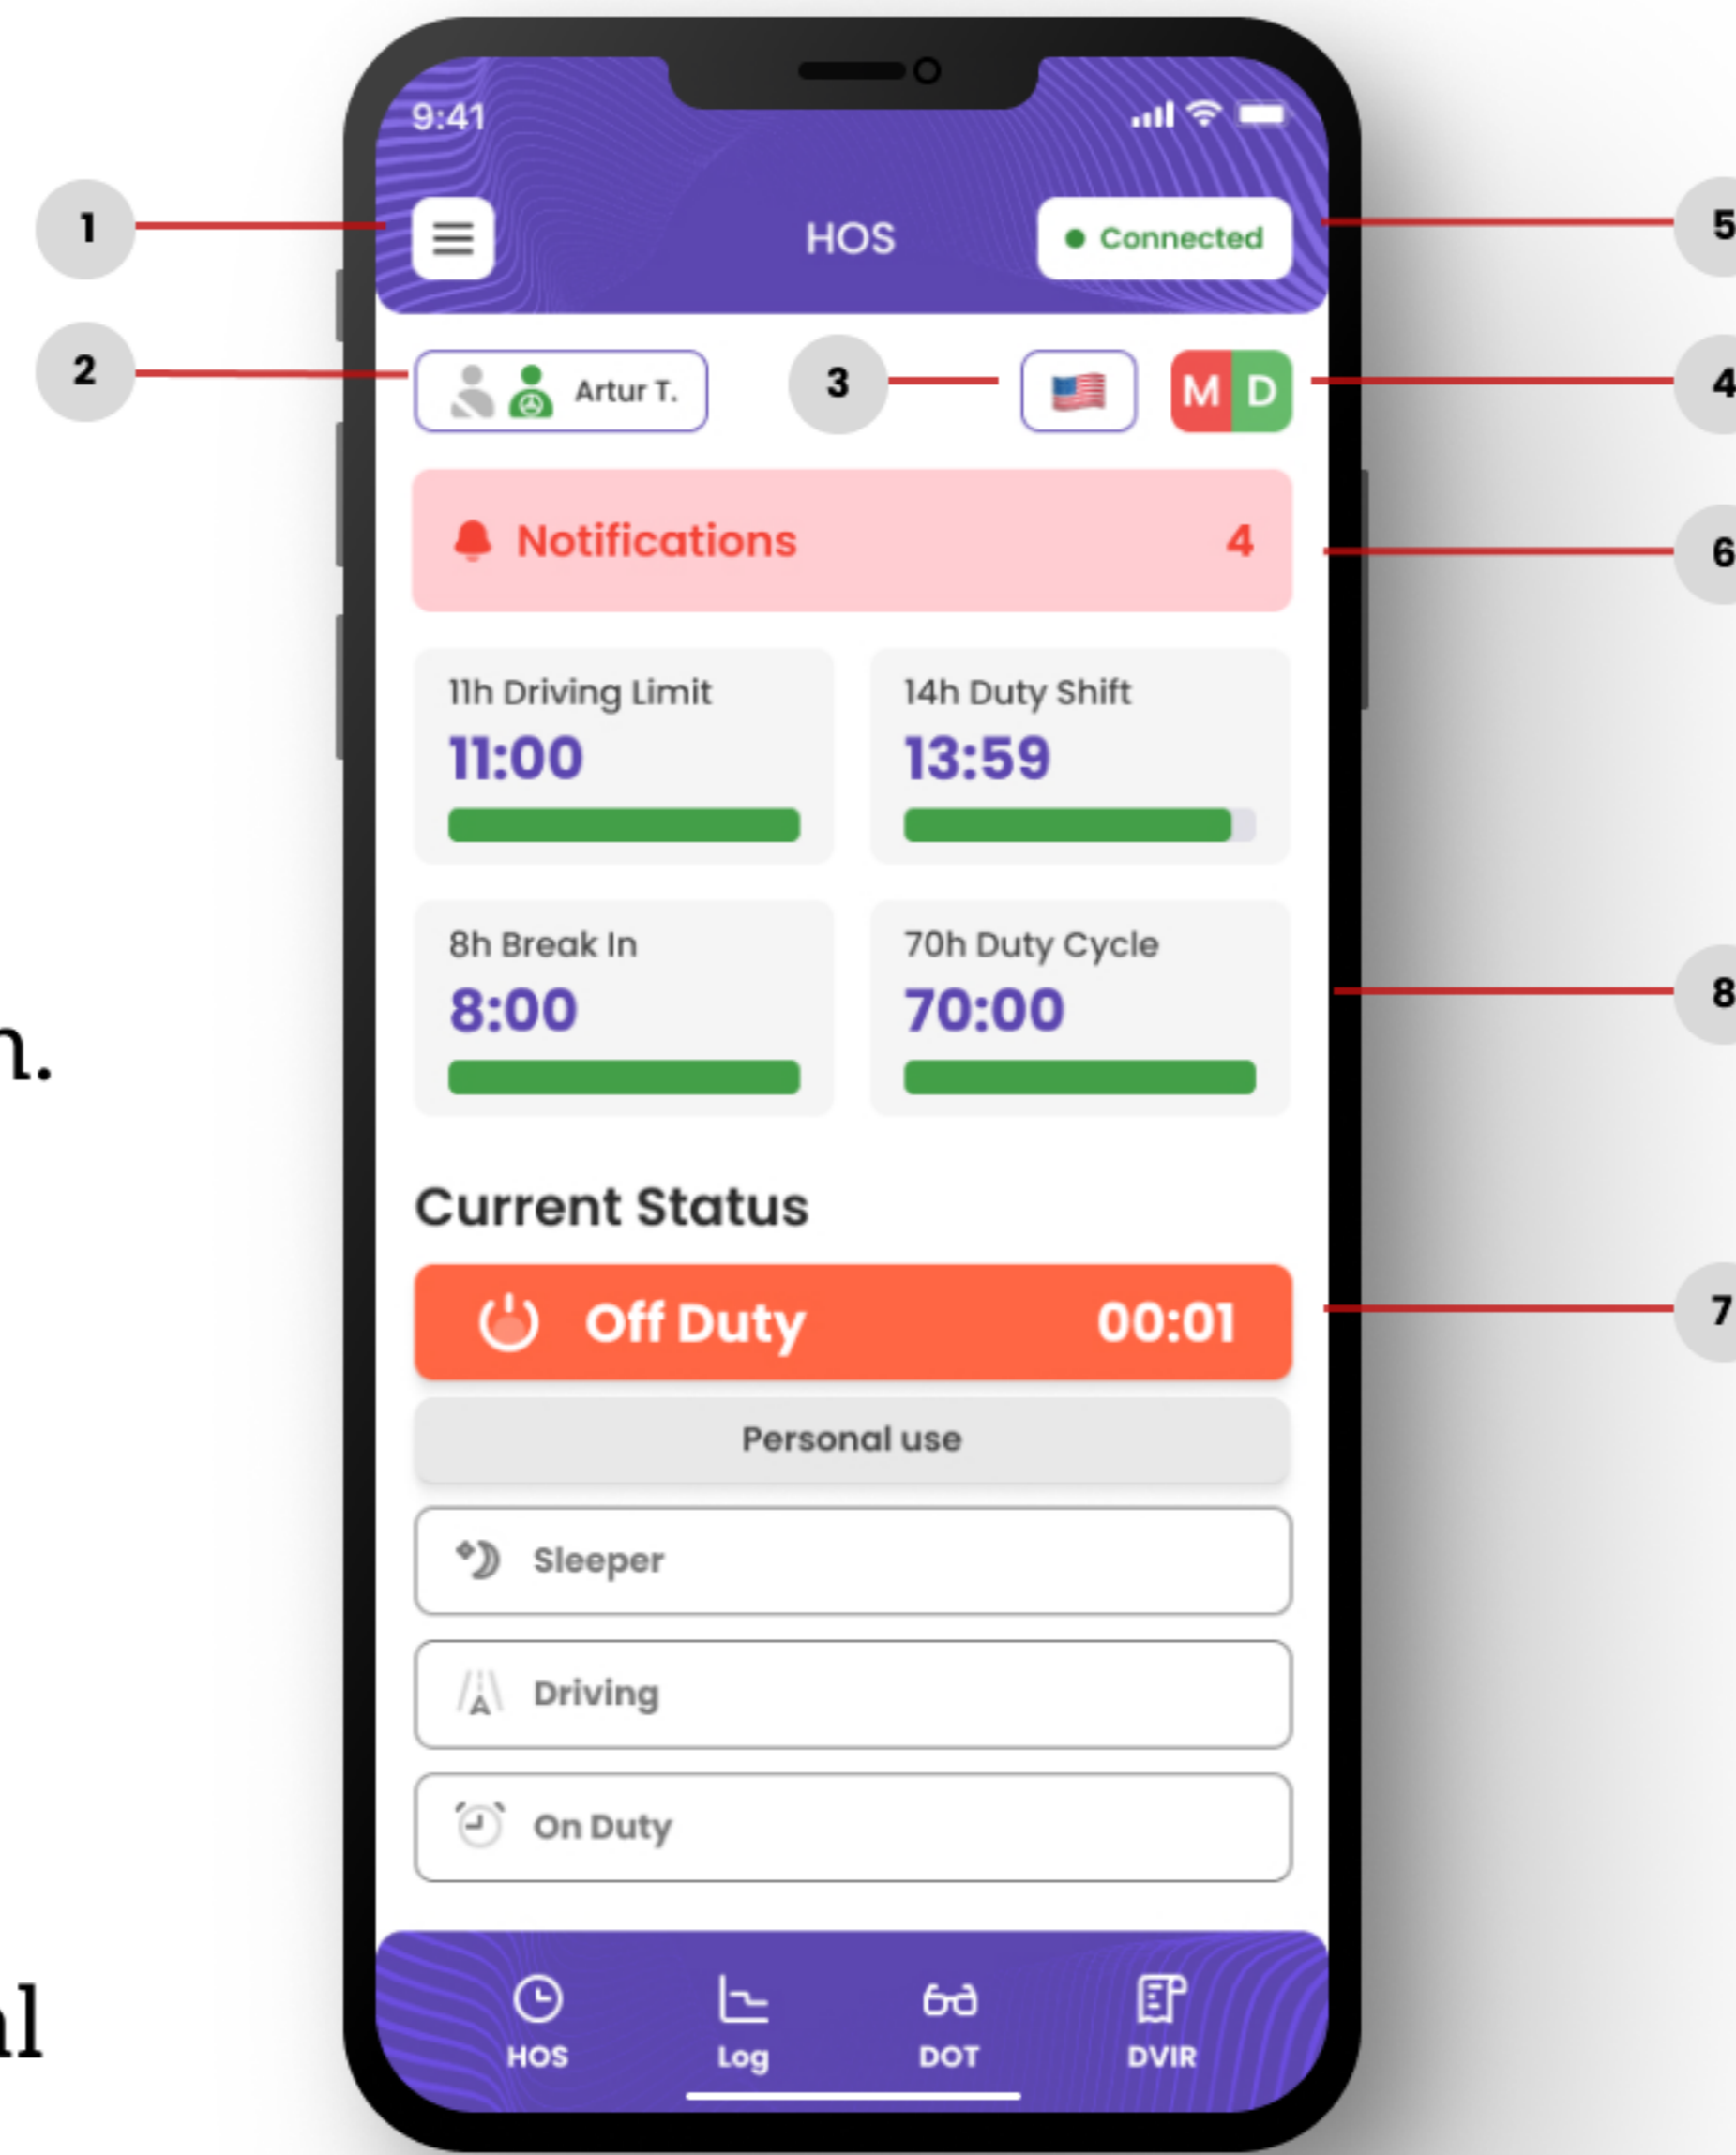 9:41
1
HOS
Connected
5
2
Artur T.
3
M D
4
Notifications 4
6
11h Driving Limit
11:00
14h Duty Shift
13:59
8h Break In
8:00
70h Duty Cycle
70:00
8
n.
Current Status
Off Duty 00:01
7
Personal use
Sleeper
Driving
On Duty
al
HOS
Log
DOT
DVIR